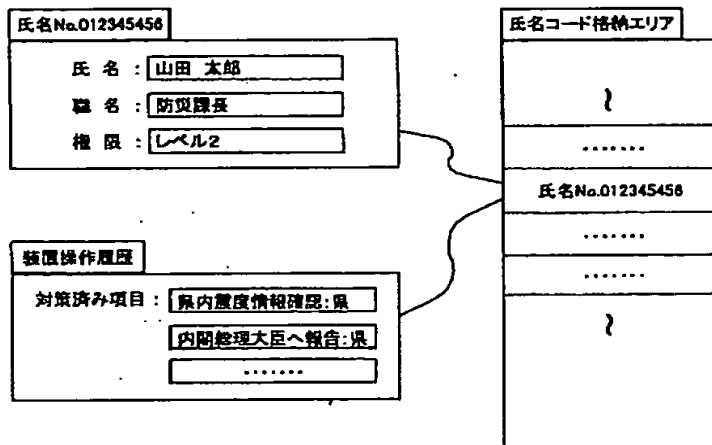 氏名No.012345456
氏 名 : 山田 太郎
職 名 : 防災課長
権 限 : レベル2
装置操作履歴
対策済み項目 : 県内震度情報確認:県
内閣総理大臣へ報告:県
.......
氏名コード格納エリア
.......
氏名No.012345456
.......
.......